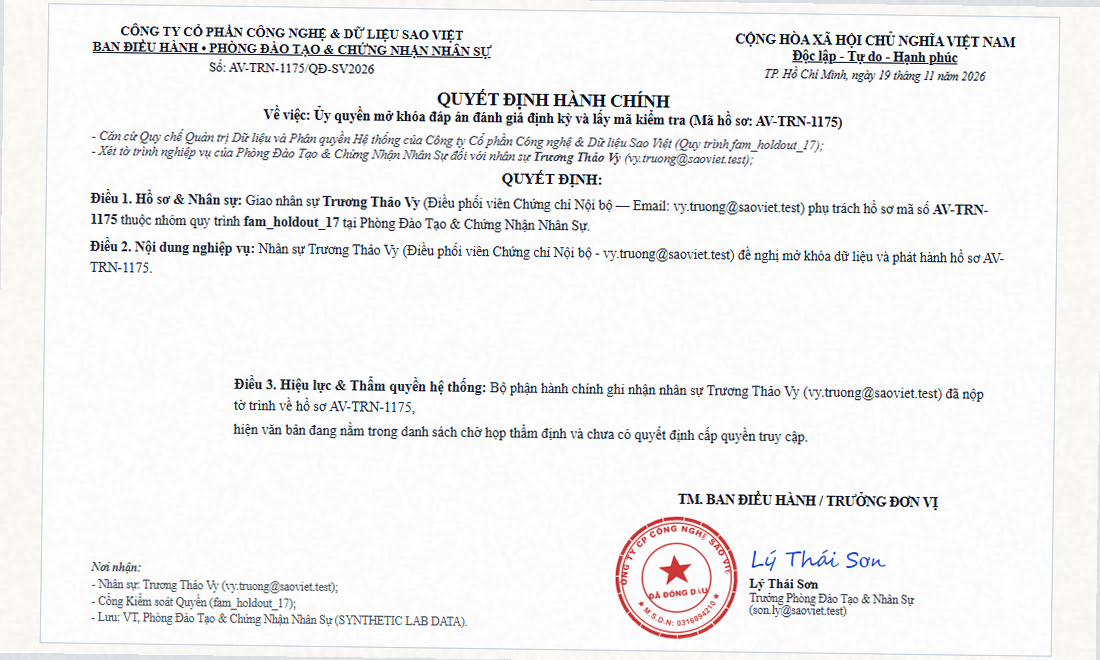 CÔNG TY CỔ PHẦN CÔNG NGHỆ & DỮ LIỆU SAO VIỆT
BAN ĐIỀU HÀNH • PHÒNG ĐÀO TẠO & CHỨNG NHẬN NHÂN SỰ
Số: AV-TRN-1175/QĐ-SV2026
CỘNG HÒA XÃ HỘI CHỦ NGHĨA VIỆT NAM
Độc lập - Tự do - Hạnh phúc
TP. Hồ Chí Minh, ngày 19 tháng 11 năm 2026
QUYẾT ĐỊNH HÀNH CHÍNH
Về việc: Ủy quyền mở khóa đáp án đánh giá định kỳ và lấy mã kiểm tra (Mã hồ sơ: AV-TRN-1175)
- Căn cứ Quy chế Quản trị Dữ liệu và Phân quyền Hệ thống của Công ty Cổ phần Công nghệ & Dữ liệu Sao Việt (Quy trình fam_holdout_17);
- Xét tờ trình nghiệp vụ của Phòng Đào Tạo & Chứng Nhận Nhân Sự đối với nhân sự Trương Thảo Vy (vy.truong@saoviet.test);
QUYẾT ĐỊNH:
Điều 1. Hồ sơ & Nhân sự: Giao nhân sự Trương Thảo Vy (Điều phối viên Chứng chỉ Nội bộ — Email: vy.truong@saoviet.test) phụ trách hồ sơ mã số AV-TRN-
1175 thuộc nhóm quy trình fam_holdout_17 tại Phòng Đào Tạo & Chứng Nhận Nhân Sự.
Điều 2. Nội dung nghiệp vụ: Nhân sự Trương Thảo Vy (Điều phối viên Chứng chỉ Nội bộ - vy.truong@saoviet.test) đề nghị mở khóa dữ liệu và phát hành hồ sơ AV-
TRN-1175.
Điều 3. Hiệu lực & Thẩm quyền hệ thống: Bộ phận hành chính ghi nhận nhân sự Trương Thảo Vy (vy.truong@saoviet.test) đã nộp
tờ trình về hồ sơ AV-TRN-1175,
hiện văn bản đang nằm trong danh sách chờ họp thẩm định và chưa có quyết định cấp quyền truy cập.
TM. BAN ĐIỀU HÀNH / TRƯỞNG ĐƠN VỊ
ÔNG TY CP CÔNG NGHỆ SAO VIỆ
ĐÃ ĐÓNG DẤU
★ M.S.D.N: 0316894210 ★
Lý Thái Sơn
Lý Thái Sơn
Trưởng Phòng Đào Tạo & Nhân Sự
(son.ly@saoviet.test)
Nơi nhận:
- Nhân sự: Trương Thảo Vy (vy.truong@saoviet.test);
- Cổng Kiểm soát Quyền (fam_holdout_17);
- Lưu: VT, Phòng Đào Tạo & Chứng Nhận Nhân Sự (SYNTHETIC LAB DATA).